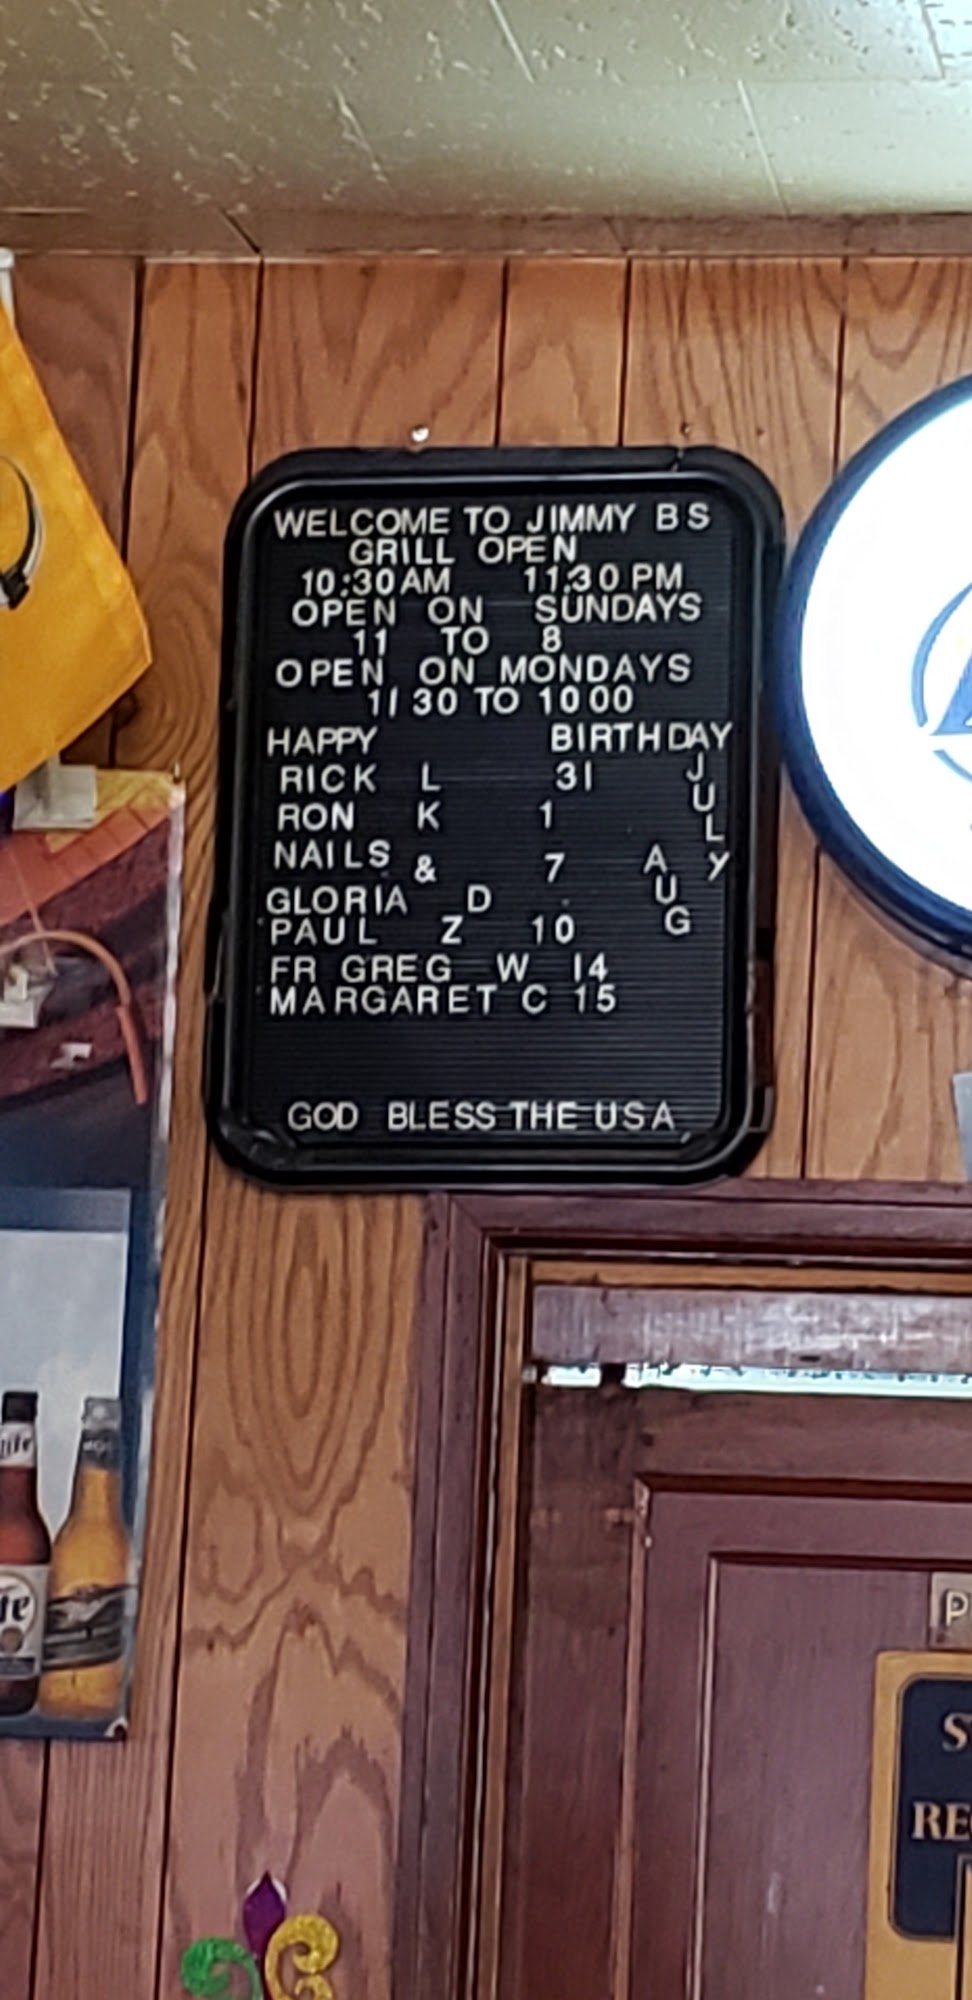 WELCOME TO JIMMY B S
GRILL OPEN
10:30 AM 11:30 PM
OPEN ON SUNDAYS
11 TO 8
OPEN ON MONDAYS
11 30 TO 10 00
HAPPY BIRTHDAY
RICK L 31 JULY
RON K 1 AUG
NAILS & 7
GLORIA D
PAUL Z 10
FR GREG W 14
MARGARET C 15
GOD BLESS THE USA